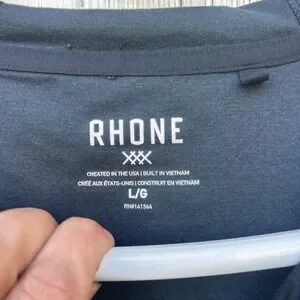 RHONE
CREATED IN THE USA | BUILT IN VIETNAM
CRÉÉ AUX ÉTATS-UNIS | CONSTRUIT EN VIETNAM
L/G
RN#141364